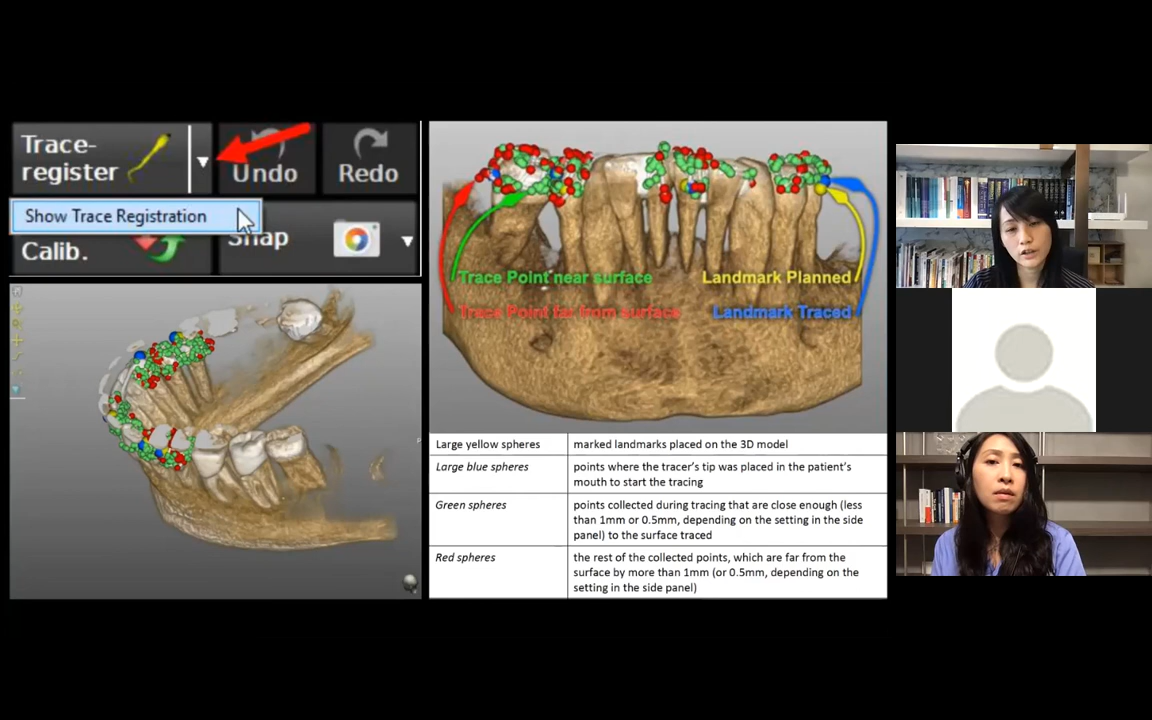 Trace-
register
Undo
Redo
Show Trace Registration
Calib.
Snap
Trace Point near surface
Landmark Planned
Trace Point far from surface
Landmark Traced
Large yellow spheres
marked landmarks placed on the 3D model
Large blue spheres
points where the tracer's tip was placed in the patient's
mouth to start the tracing
Green spheres
points collected during tracing that are close enough (less
than 1mm or 0.5mm, depending on the setting in the side
panel) to the surface traced
Red spheres
the rest of the collected points, which are far from the
surface by more than 1mm (or 0.5mm, depending on the
setting in the side panel)